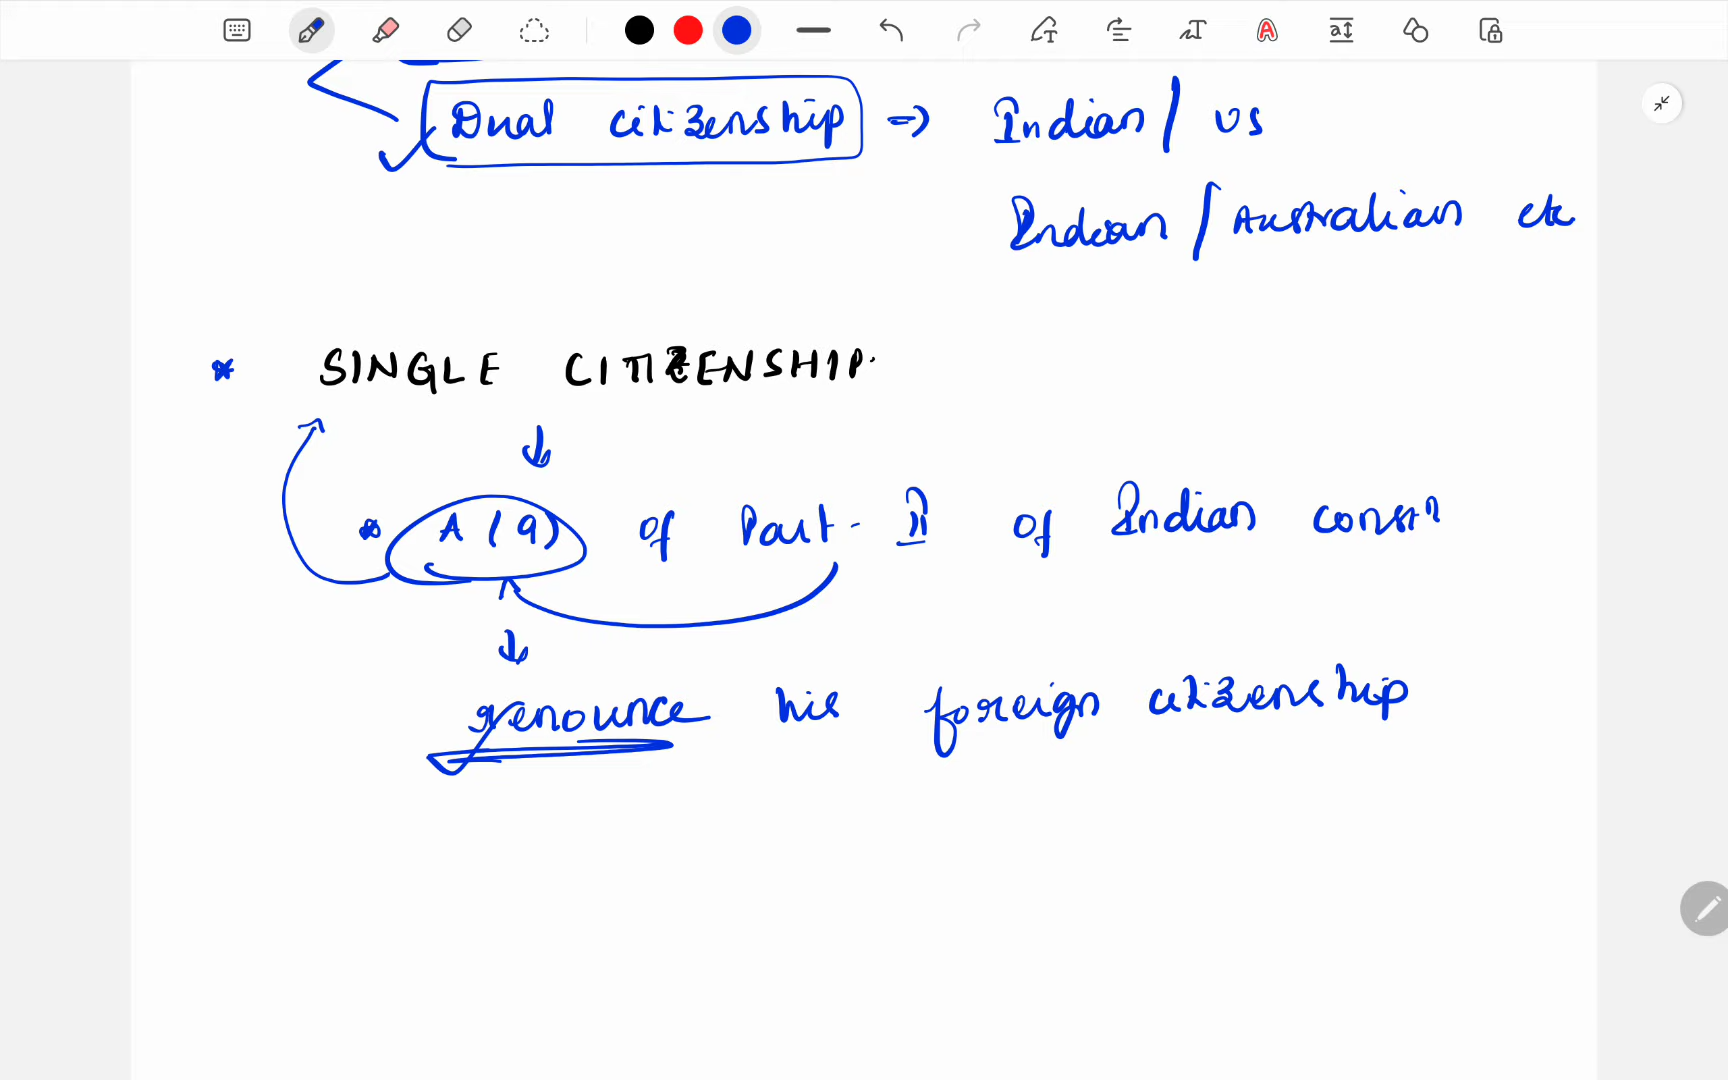 Dual citizenship => Indian / US
Indian / Australian etc
* SINGLE CITIZENSHIP.
* A (9) of Part - II of Indian constn
renounce his foreign citizenship